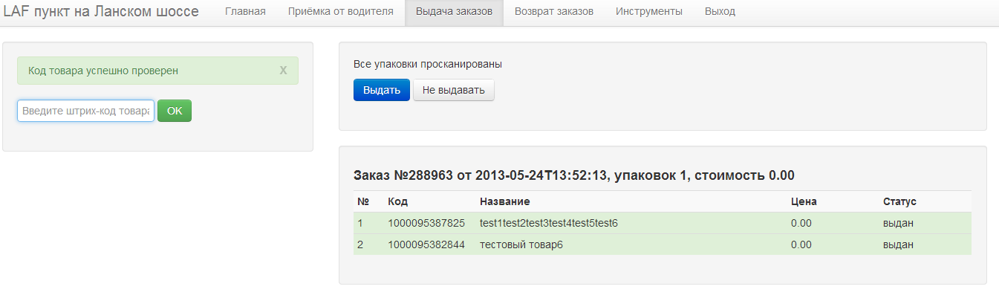 LAF пункт на Ланском шоссе Главная Приёмка от водителя Выдача заказов Возврат заказов Инструменты Выход
Код товара успешно проверен X
Введите штрих-код товара OK
Все упаковки просканированы
Выдать Не выдавать
Заказ №288963 от 2013-05-24T13:52:13, упаковок 1, стоимость 0.00
№ Код Название Цена Статус
1 1000095387825 test1test2test3test4test5test6 0.00 выдан
2 1000095382844 тестовый товар6 0.00 выдан